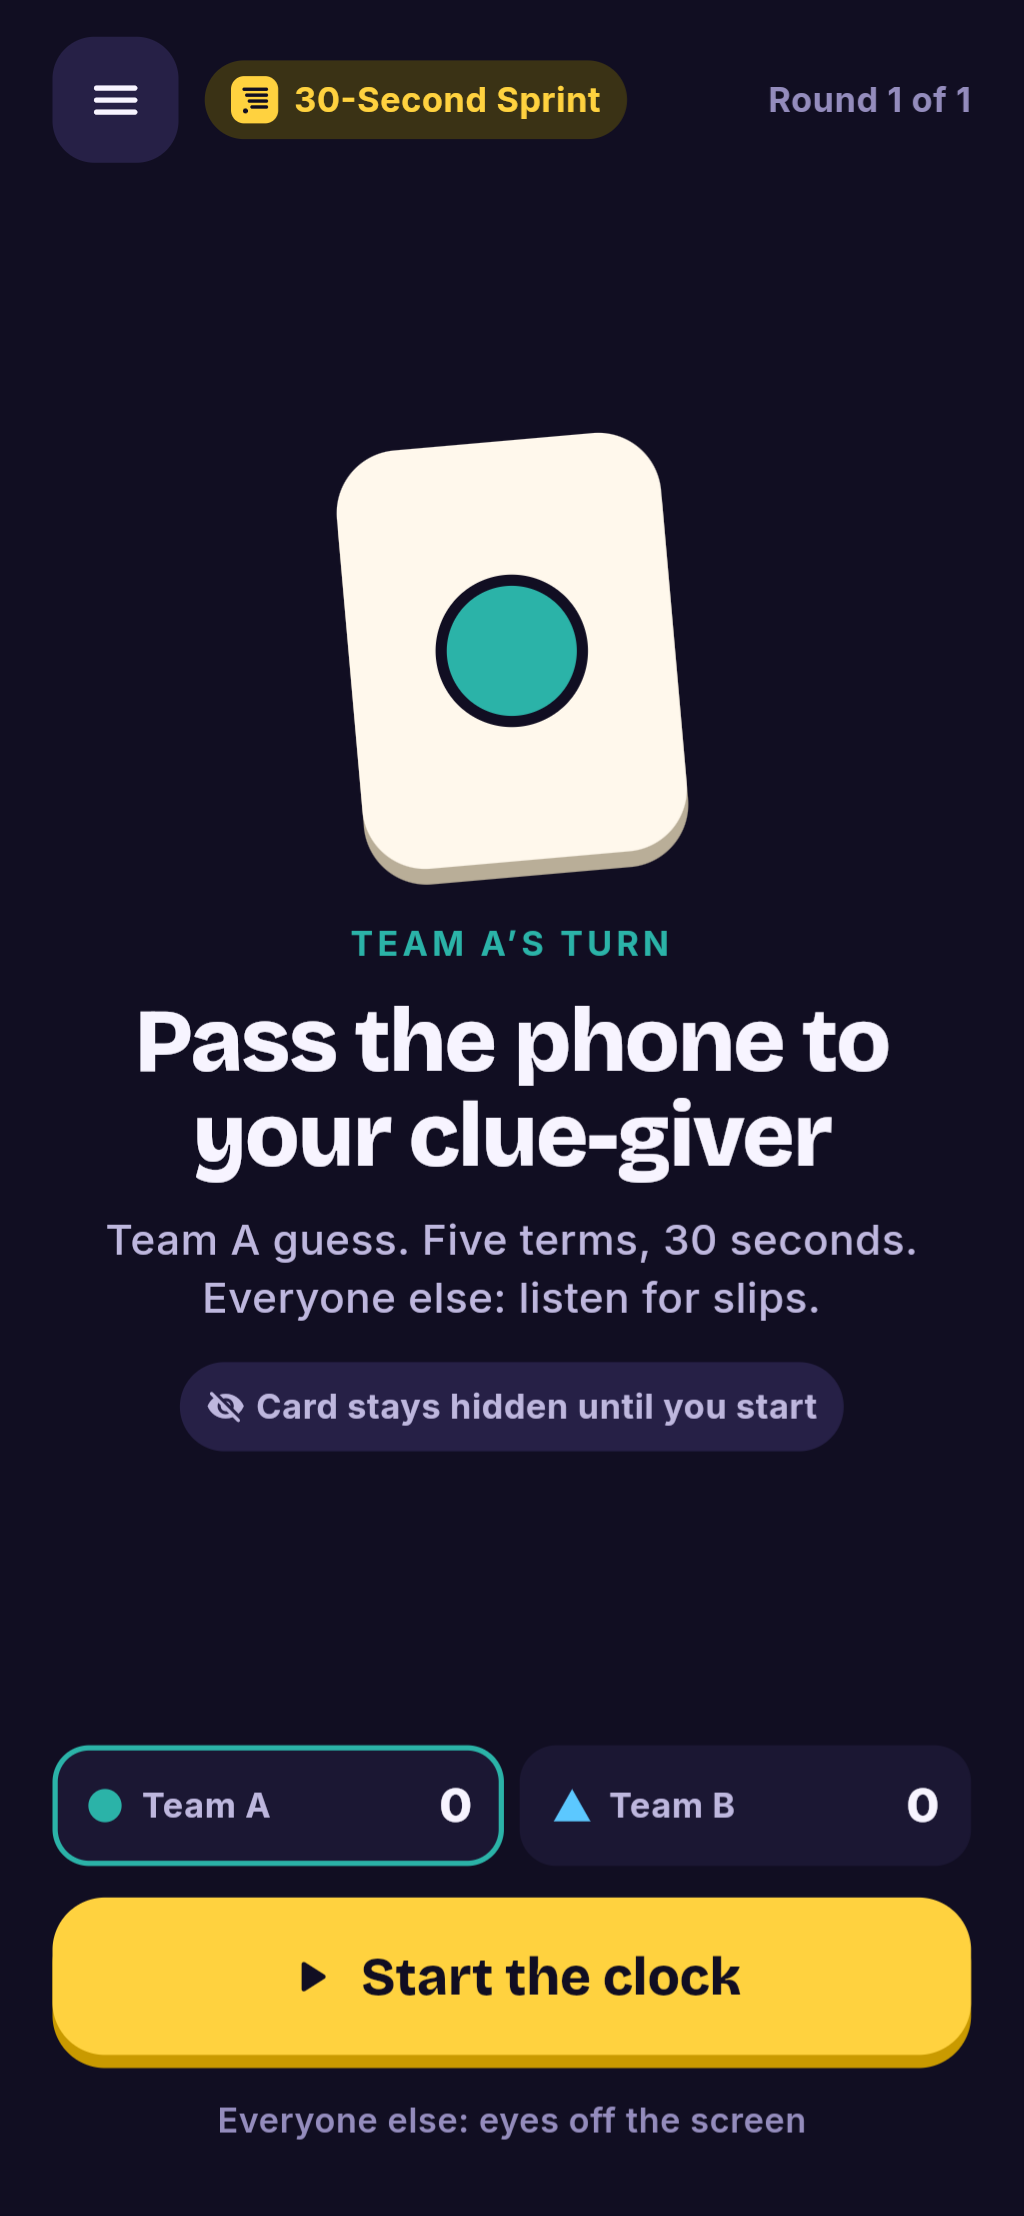 30-Second Sprint
Round 1 of 1
TEAM A’S TURN
Pass the phone to
your clue-giver
Team A guess. Five terms, 30 seconds.
Everyone else: listen for slips.
Card stays hidden until you start
Team A 0
Team B 0
Start the clock
Everyone else: eyes off the screen